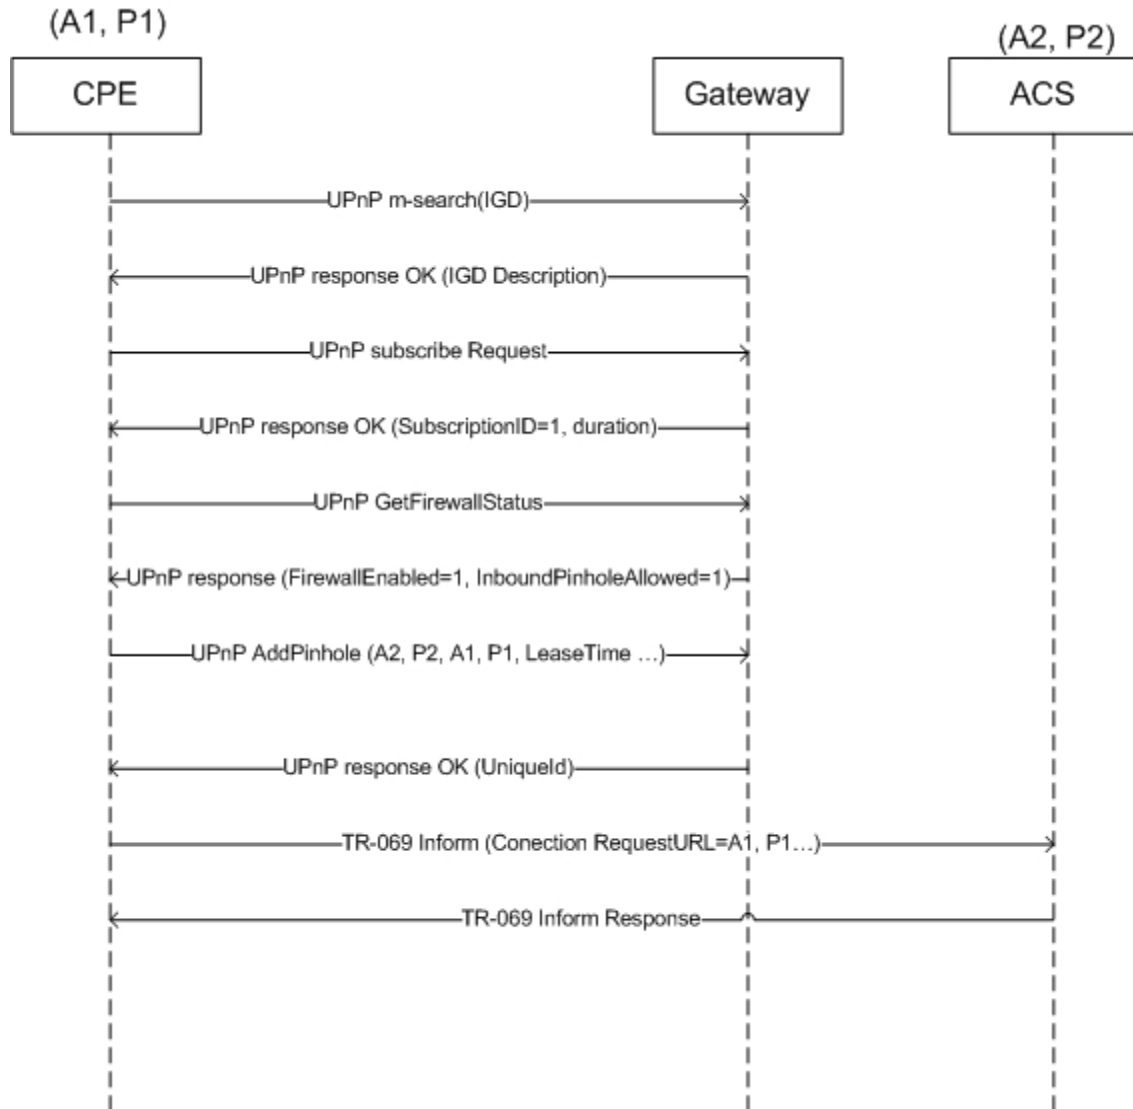 (A1, P1)
(A2, P2)
CPE
Gateway
ACS
UPnP m-search(IGD)
UPnP response OK (IGD Description)
UPnP subscribe Request
UPnP response OK (SubscriptionID=1, duration)
UPnP GetFirewallStatus
UPnP response (FirewallEnabled=1, InboundPinholeAllowed=1)
UPnP AddPinhole (A2, P2, A1, P1, LeaseTime …)
UPnP response OK (UniqueId)
TR-069 Inform (Conection RequestURL=A1, P1…)
TR-069 Inform Response